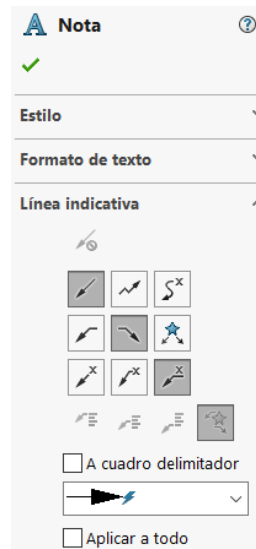 Nota
Estilo
Formato de texto
Línea indicativa
A cuadro delimitador
Aplicar a todo